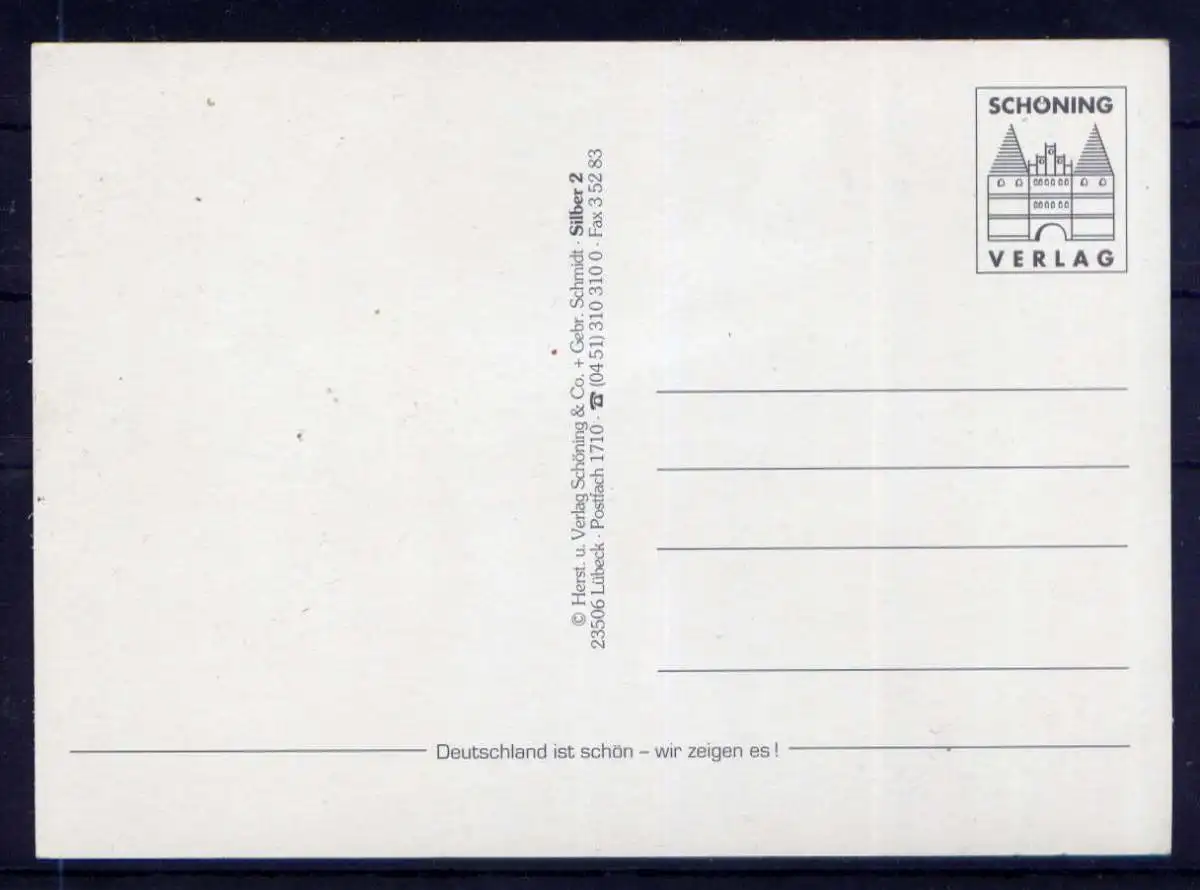 SCHÖNING
VERLAG
© Herst. u. Verlag Schöning & Co. + Gebr. Schmidt · Silber 2
23506 Lübeck · Postfach 1710 · ☎ (04 51) 310 310 0 · Fax 3 52 83
Deutschland ist schön – wir zeigen es !